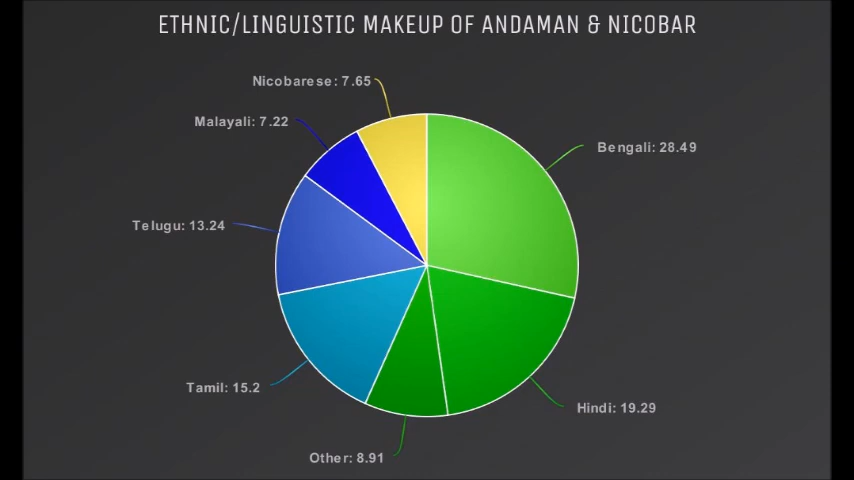 ETHNIC/LINGUISTIC MAKEUP OF ANDAMAN & NICOBAR
Nicobarese: 7.65
Malayali: 7.22
Bengali: 28.49
Telugu: 13.24
Tamil: 15.2
Hindi: 19.29
Other: 8.91